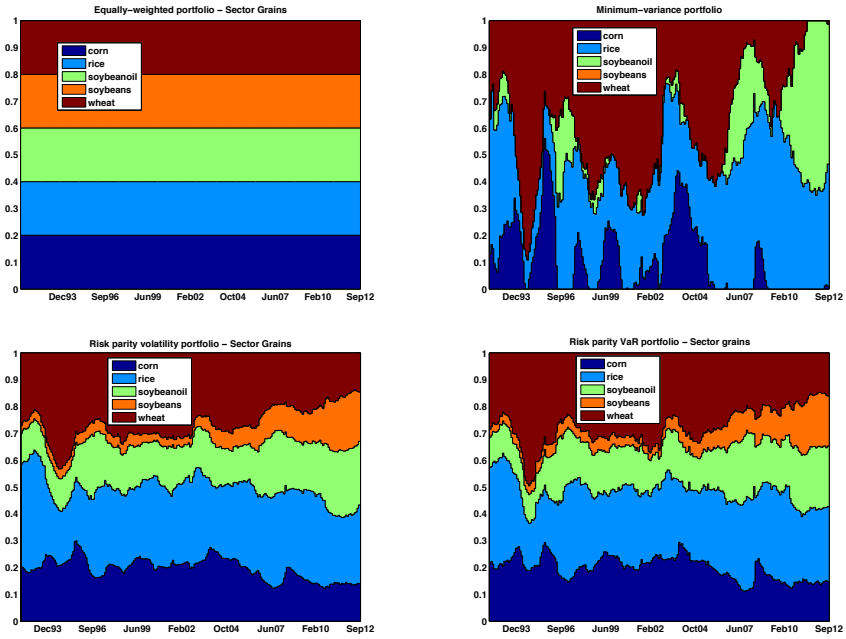 Equally-weighted portfolio - Sector Grains
1
0.9
0.8
0.7
0.6
0.5
0.4
0.3
0.2
0.1
0
corn
rice
soybeanoil
soybeans
wheat
Dec93 Sep96 Jun99 Feb02 Oct04 Jun07 Feb10 Sep12
Minimum-variance portfolio
1
0.9
0.8
0.7
0.6
0.5
0.4
0.3
0.2
0.1
0
corn
rice
soybeanoil
soybeans
wheat
Dec93 Sep96 Jun99 Feb02 Oct04 Jun07 Feb10 Sep12
Risk parity volatility portfolio - Sector Grains
1
0.9
0.8
0.7
0.6
0.5
0.4
0.3
0.2
0.1
0
corn
rice
soybeanoil
soybeans
wheat
Dec93 Sep96 Jun99 Feb02 Oct04 Jun07 Feb10 Sep12
Risk parity VaR portfolio - Sector grains
1
0.9
0.8
0.7
0.6
0.5
0.4
0.3
0.2
0.1
0
corn
rice
soybeanoil
soybeans
wheat
Dec93 Sep96 Jun99 Feb02 Oct04 Jun07 Feb10 Sep12